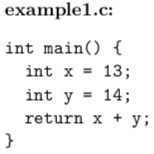 example1.c:
int main() {
  int x = 13;
  int y = 14;
  return x + y;
}